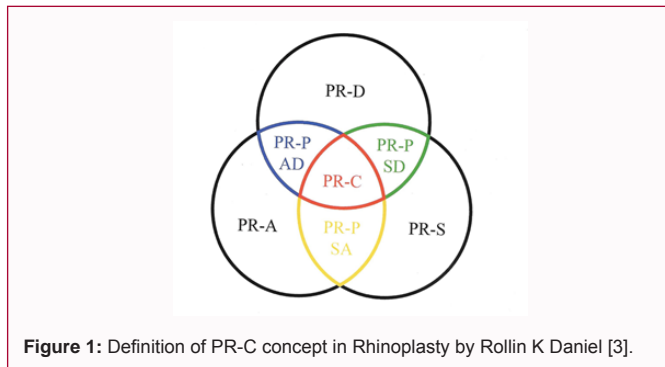 PR-D
PR-P
AD
PR-P
SD
PR-C
PR-A
PR-P
SA
PR-S
Figure 1: Definition of PR-C concept in Rhinoplasty by Rollin K Daniel [3].